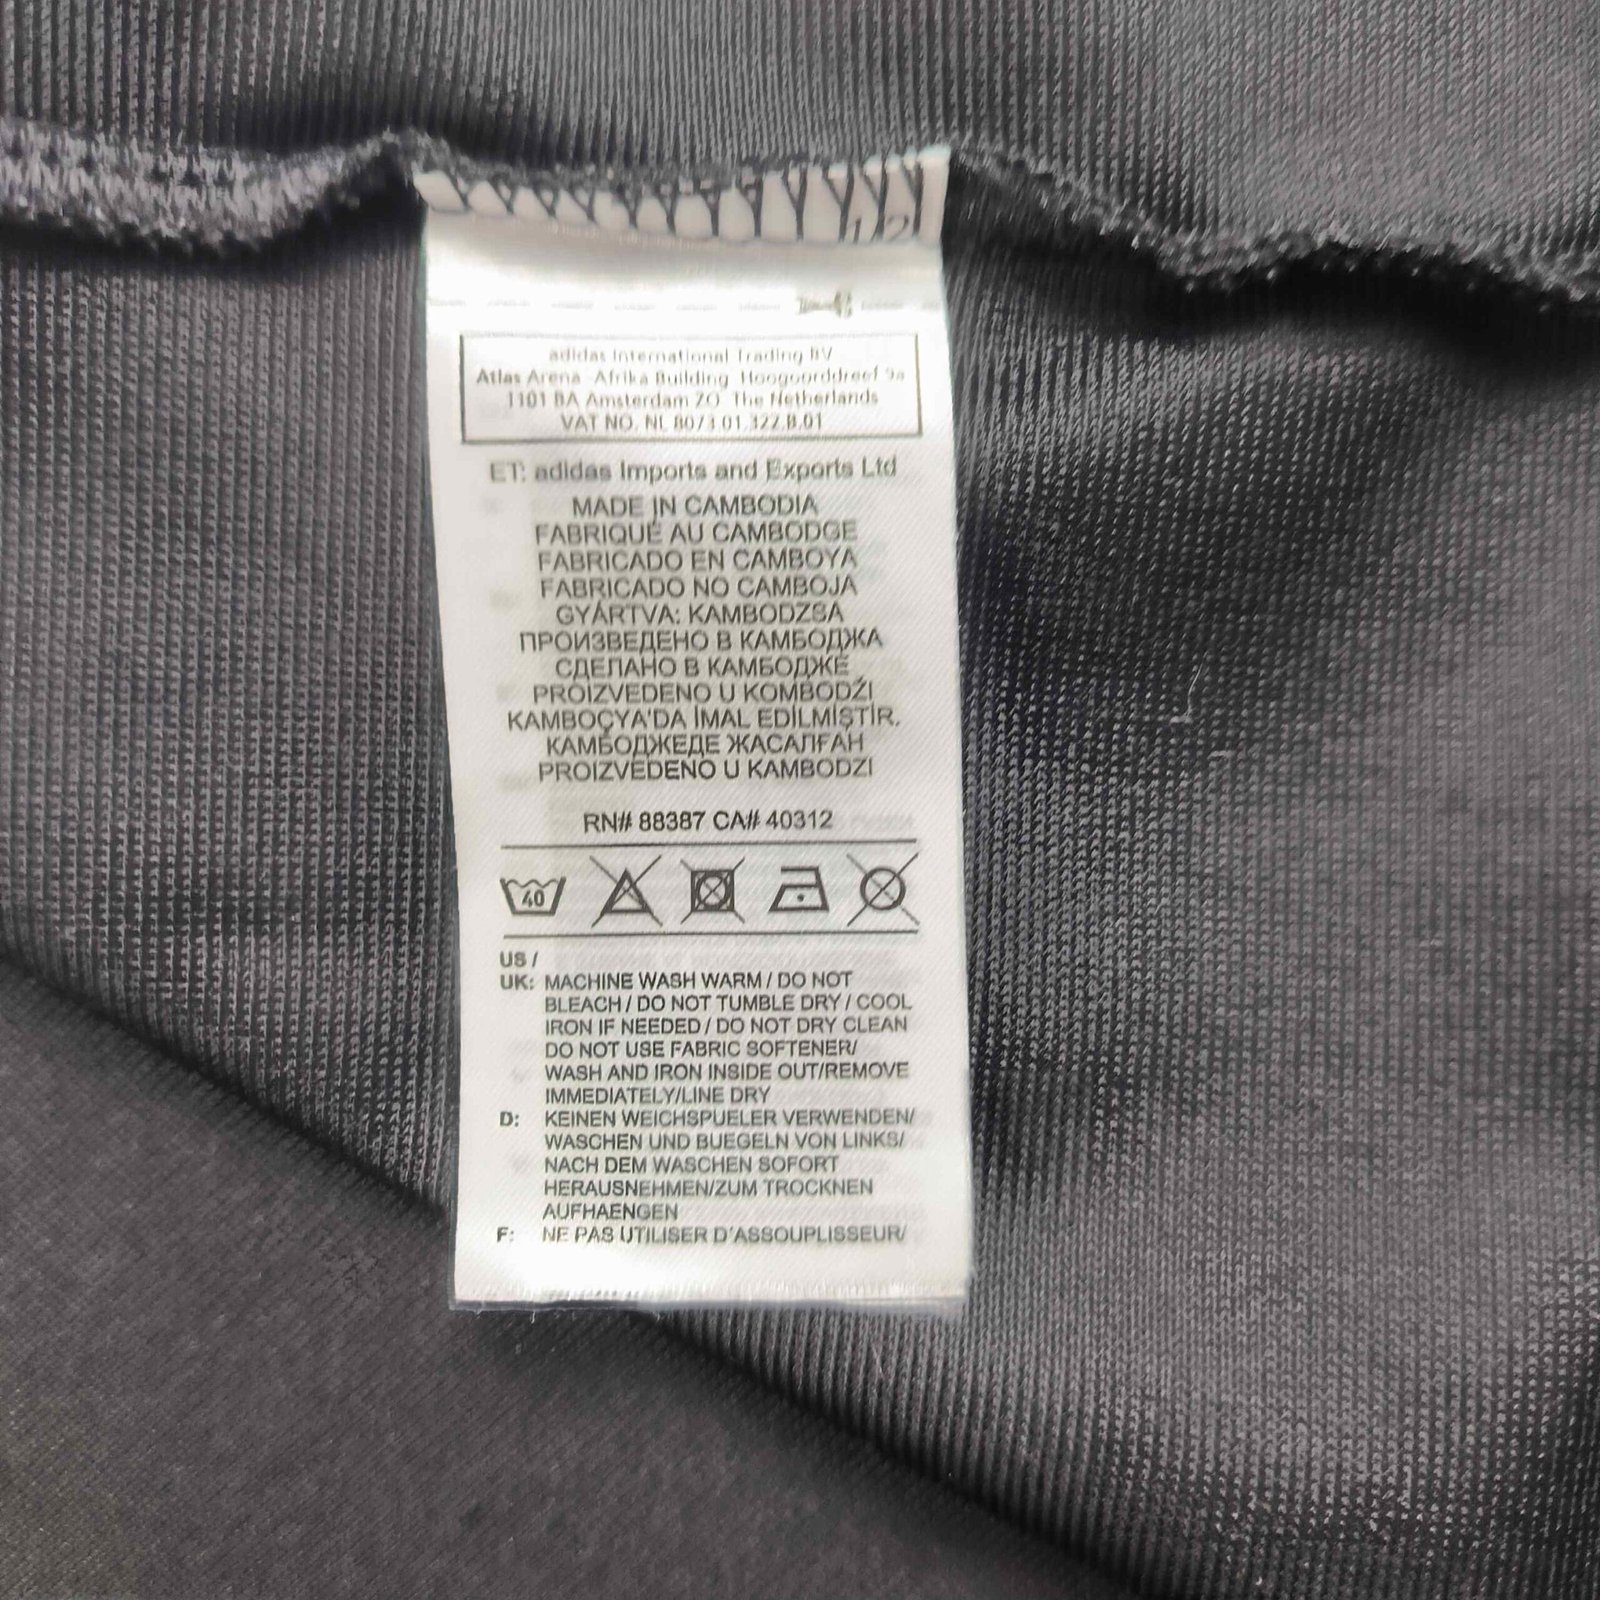 1/2
adidas International Trading BV
Atlas Arena Afrika Building Hoogoorddreef 9a
1101 BA Amsterdam ZO The Netherlands
VAT NO. NL 8073.01.322.B.01
ET: adidas Imports and Exports Ltd
MADE IN CAMBODIA
FABRIQUÉ AU CAMBODGE
FABRICADO EN CAMBOYA
FABRICADO NO CAMBOJA
GYÁRTVA: KAMBODZSA
ПРОИЗВЕДЕНО В КАМБОДЖА
СДЕЛАНО В КАМБОДЖЕ
PROIZVEDENO U KOMBODŽI
KAMBOÇYA'DA İMAL EDİLMİŞTİR.
КАМБОДЖЕДЕ ЖАСАЛҒАН
PROIZVEDENO U KAMBODZI
RN# 88387 CA# 40312
40
US /
UK: MACHINE WASH WARM / DO NOT
BLEACH / DO NOT TUMBLE DRY / COOL
IRON IF NEEDED / DO NOT DRY CLEAN
DO NOT USE FABRIC SOFTENER/
WASH AND IRON INSIDE OUT/REMOVE
IMMEDIATELY/LINE DRY
D: KEINEN WEICHSPUELER VERWENDEN/
WASCHEN UND BUEGELN VON LINKS/
NACH DEM WASCHEN SOFORT
HERAUSNEHMEN/ZUM TROCKNEN
AUFHAENGEN
F: NE PAS UTILISER D'ASSOUPLISSEUR/